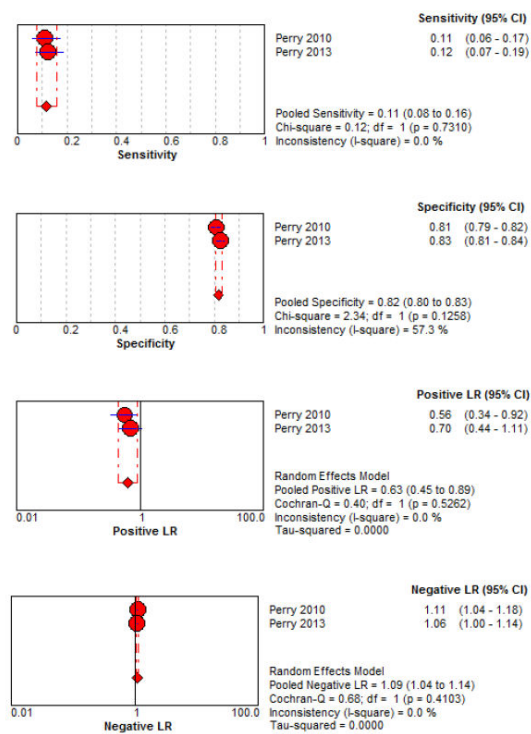 Sensitivity (95% CI)
Perry 2010 0.11 (0.06 - 0.17)
Perry 2013 0.12 (0.07 - 0.19)
Pooled Sensitivity = 0.11 (0.08 to 0.16)
Chi-square = 0.12; df = 1 (p = 0.7310)
Inconsistency (I-square) = 0.0 %
0 0.2 0.4 0.6 0.8 1
Sensitivity
Specificity (95% CI)
Perry 2010 0.81 (0.79 - 0.82)
Perry 2013 0.83 (0.81 - 0.84)
Pooled Specificity = 0.82 (0.80 to 0.83)
Chi-square = 2.34; df = 1 (p = 0.1258)
Inconsistency (I-square) = 57.3 %
0 0.2 0.4 0.6 0.8 1
Specificity
Positive LR (95% CI)
Perry 2010 0.56 (0.34 - 0.92)
Perry 2013 0.70 (0.44 - 1.11)
Random Effects Model
Pooled Positive LR = 0.63 (0.45 to 0.89)
Cochran-Q = 0.40; df = 1 (p = 0.5262)
Inconsistency (I-square) = 0.0 %
Tau-squared = 0.0000
0.01 1 100.0
Positive LR
Negative LR (95% CI)
Perry 2010 1.11 (1.04 - 1.18)
Perry 2013 1.06 (1.00 - 1.14)
Random Effects Model
Pooled Negative LR = 1.09 (1.04 to 1.14)
Cochran-Q = 0.68; df = 1 (p = 0.4103)
Inconsistency (I-square) = 0.0 %
Tau-squared = 0.0000
0.01 1 100.0
Negative LR